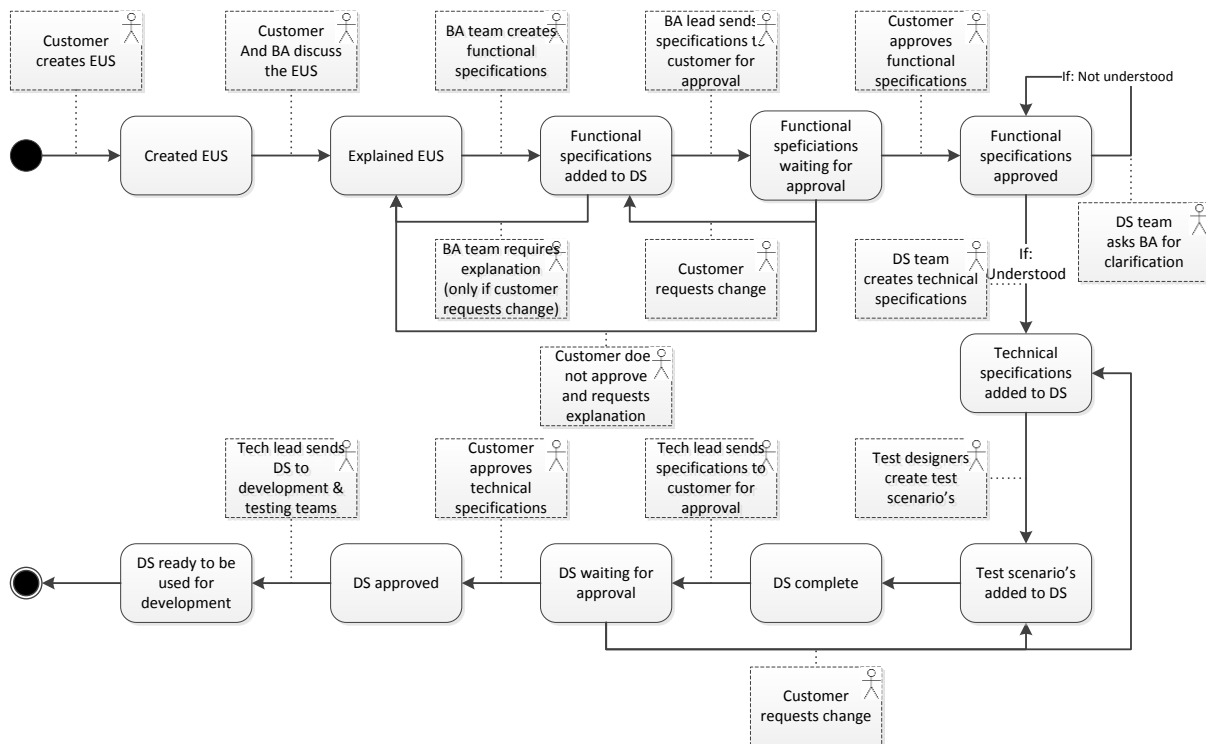 Customer
creates EUS
Customer
And BA discuss
the EUS
BA team creates
functional
specifications
BA lead sends
specifications to
customer for
approval
Customer
approves
functional
specifications
If: Not understood
Created EUS
Explained EUS
Functional
specifications
added to DS
Functional
speficiations
waiting for
approval
Functional
specifications
approved
BA team requires
explanation
(only if customer
requests change)
Customer
requests change
DS team
creates technical
specifications
If:
Understood
DS team
asks BA for
clarification
Customer doe
not approve
and requests
explanation
Technical
specifications
added to DS
Tech lead sends
DS to
development &
testing teams
Customer
approves
technical
specifications
Tech lead sends
specifications to
customer for
approval
Test designers
create test
scenario's
DS ready to be
used for
development
DS approved
DS waiting for
approval
DS complete
Test scenario's
added to DS
Customer
requests change